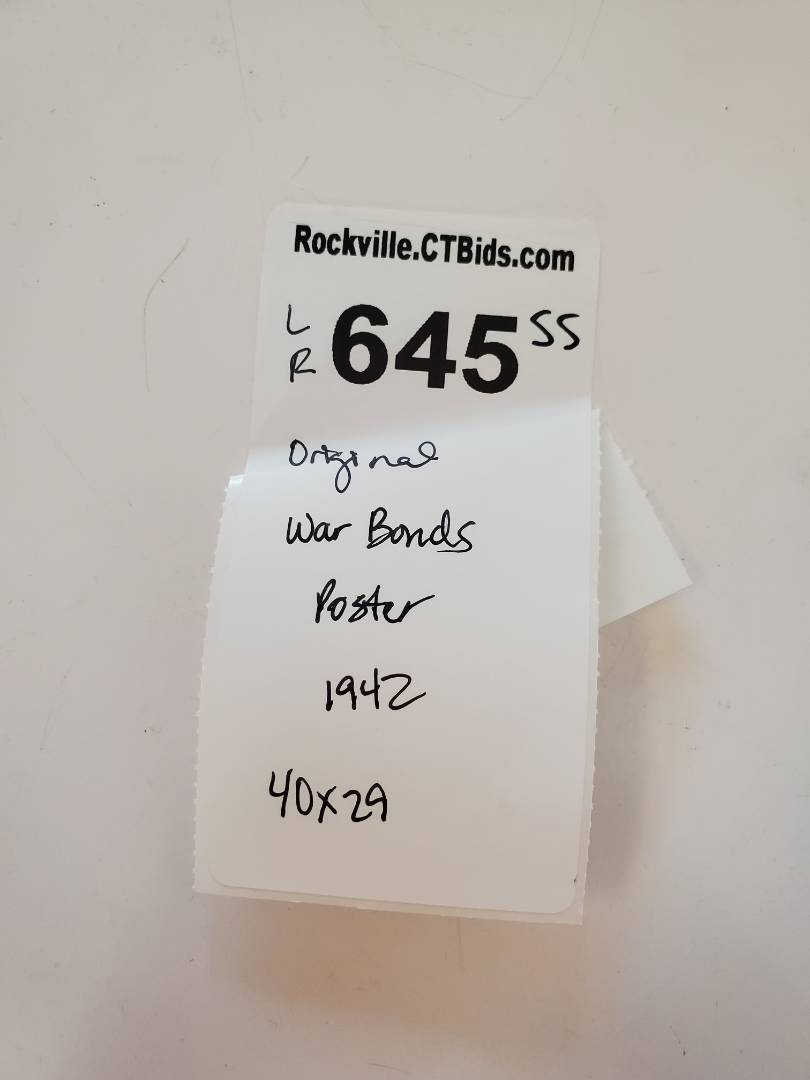 Rockville.CTBids.com
L
R 645 SS
Original
War Bonds
Poster
1942
40x29